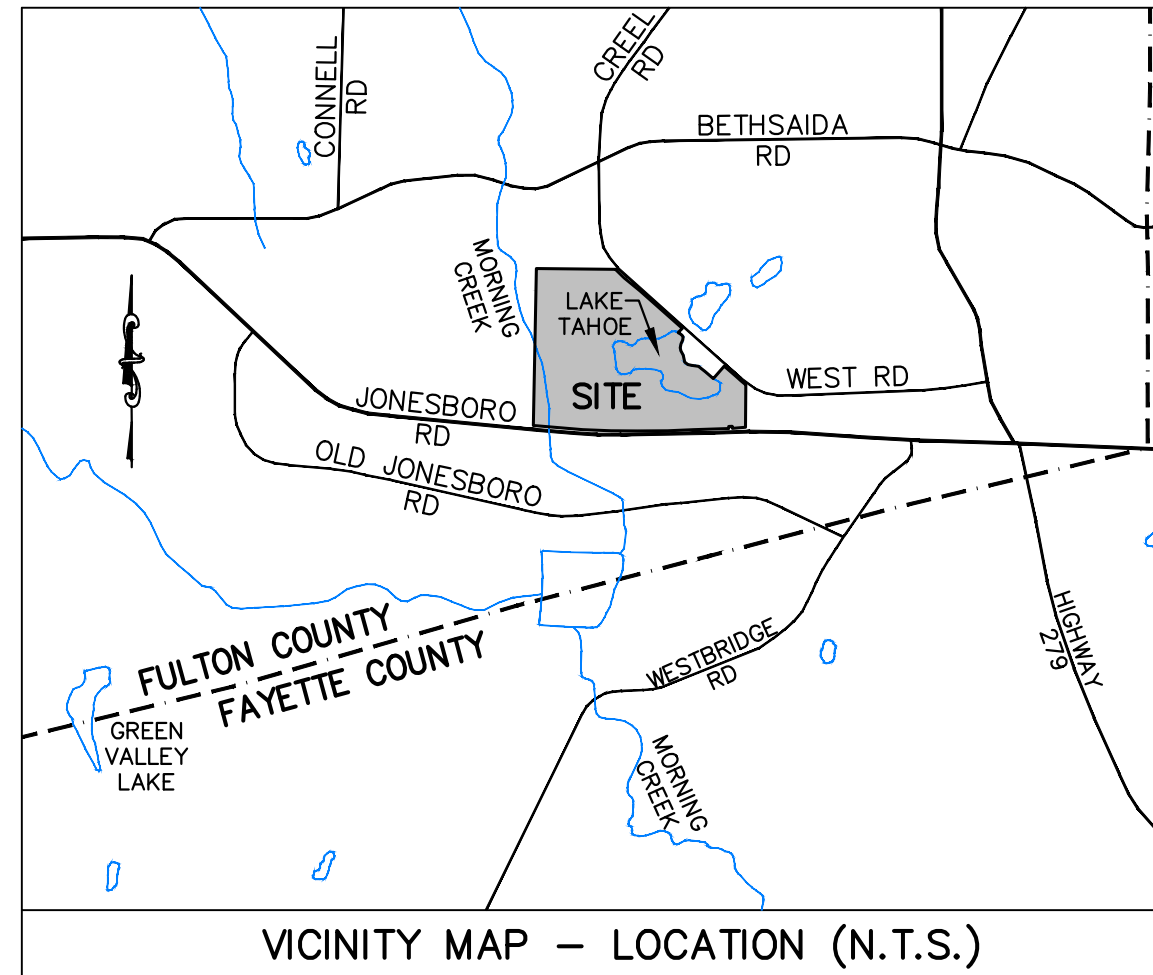 CONNELL
RD
CREEL
RD
BETHSAIDA
RD
MORNING
CREEK
LAKE
TAHOE
SITE
WEST RD
JONESBORO
RD
OLD JONESBORO
RD
FULTON COUNTY
FAYETTE COUNTY
GREEN
VALLEY
LAKE
WESTBRIDGE
RD
HIGHWAY
279
MORNING
CREEK
VICINITY MAP – LOCATION (N.T.S.)